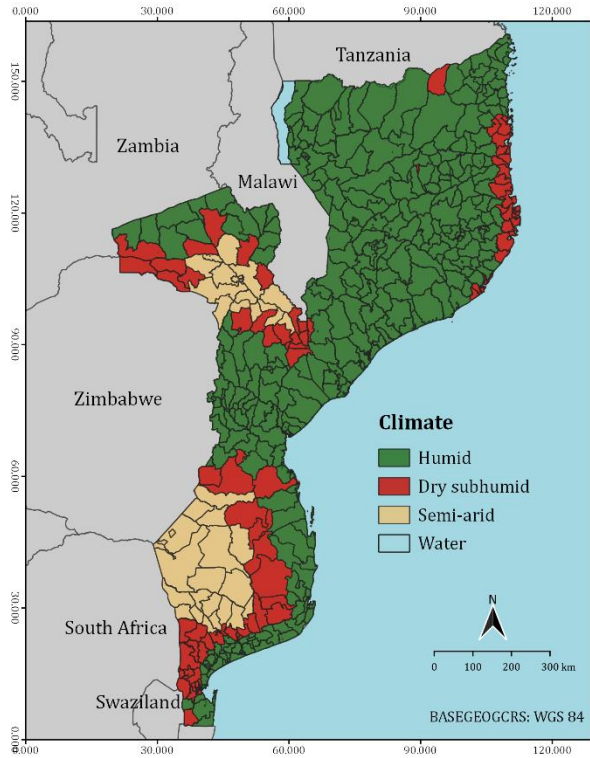 0.000
30.000
60.000
90.000
120.000
150.000
120.000
90.000
60.000
30.000
0.000
0.000
30.000
60.000
90.000
120.000
Tanzania
Zambia
Malawi
Zimbabwe
Climate
Humid
Dry subhumid
Semi-arid
Water
N
South Africa
0 100 200 300 km
Swaziland
BASEGEOGCRS: WGS 84